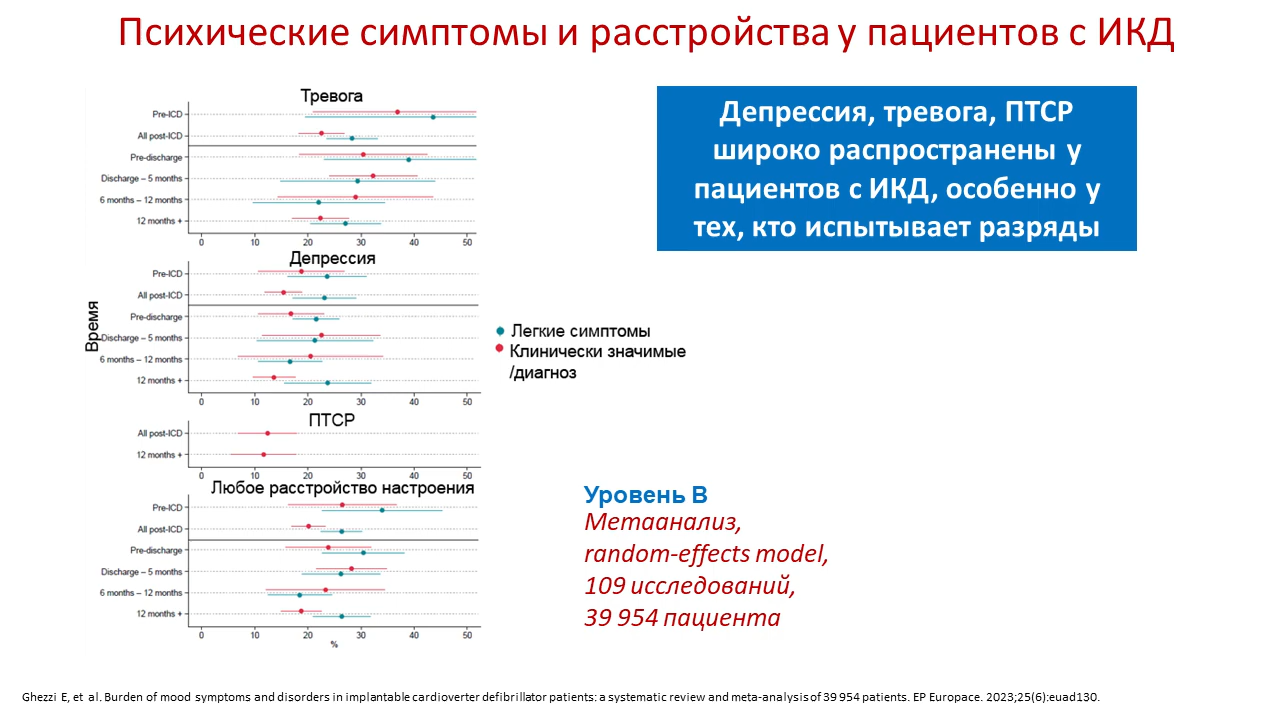 Психические симптомы и расстройства у пациентов с ИКД
Тревога
Pre-ICD
All post-ICD
Pre-discharge
Discharge – 5 months
6 months – 12 months
12 months +
0 10 20 30 40 50
Депрессия
Pre-ICD
All post-ICD
Pre-discharge
Discharge – 5 months
6 months – 12 months
12 months +
0 10 20 30 40 50
Время
ПТСР
All post-ICD
12 months +
0 10 20 30 40 50
Любое расстройство настроения
Pre-ICD
All post-ICD
Pre-discharge
Discharge – 5 months
6 months – 12 months
12 months +
0 10 20 30 40 50
%
Легкие симптомы
Клинически значимые
/диагноз
Депрессия, тревога, ПТСР
широко распространены у
пациентов с ИКД, особенно у
тех, кто испытывает разряды
Уровень В
Метаанализ,
random-effects model,
109 исследований,
39 954 пациента
Ghezzi E, et al. Burden of mood symptoms and disorders in implantable cardioverter defibrillator patients: a systematic review and meta-analysis of 39 954 patients. EP Europace. 2023;25(6):euad130.